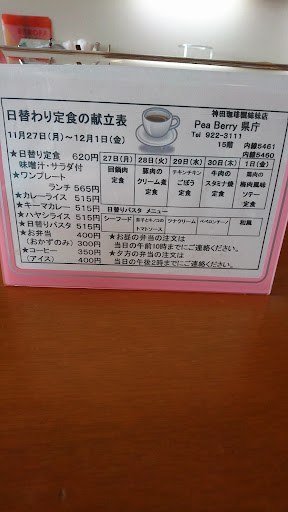 日替わり定食の献立表
11月27日(月)～12月1日(金)
神田珈琲園姉妹店
Pea Berry 県庁
Tel 922-3111
15階 内線5461
内線5460
★日替り定食 620円
味噌汁・サラダ付
★ワンプレート
ランチ 565円
★カレーライス 515円
★キーマカレー 515円
★ハヤシライス 515円
★日替りパスタ 515円
★お弁当 400円
(おかずのみ) 300円
★コーヒー 350円
(アイス) 400円
27日(月) 28日(火) 29日(水) 30日(木) 1日(金)
回鍋肉 定食
豚肉の クリーム煮 定食
チキンチキン ごぼう 定食
牛肉の スタミナ焼 定食
鶏肉の 梅肉風味 ソテー 定食
日替りパスタ メニュー
シーフード
茄子とキノコの トマトソース
ツナクリーム
ペペロンチーノ
和風
★お昼の弁当の注文は
当日の午前10時までにご連絡ください。
★夕方の弁当の注文は
当日の午後2時までにご連絡ください。